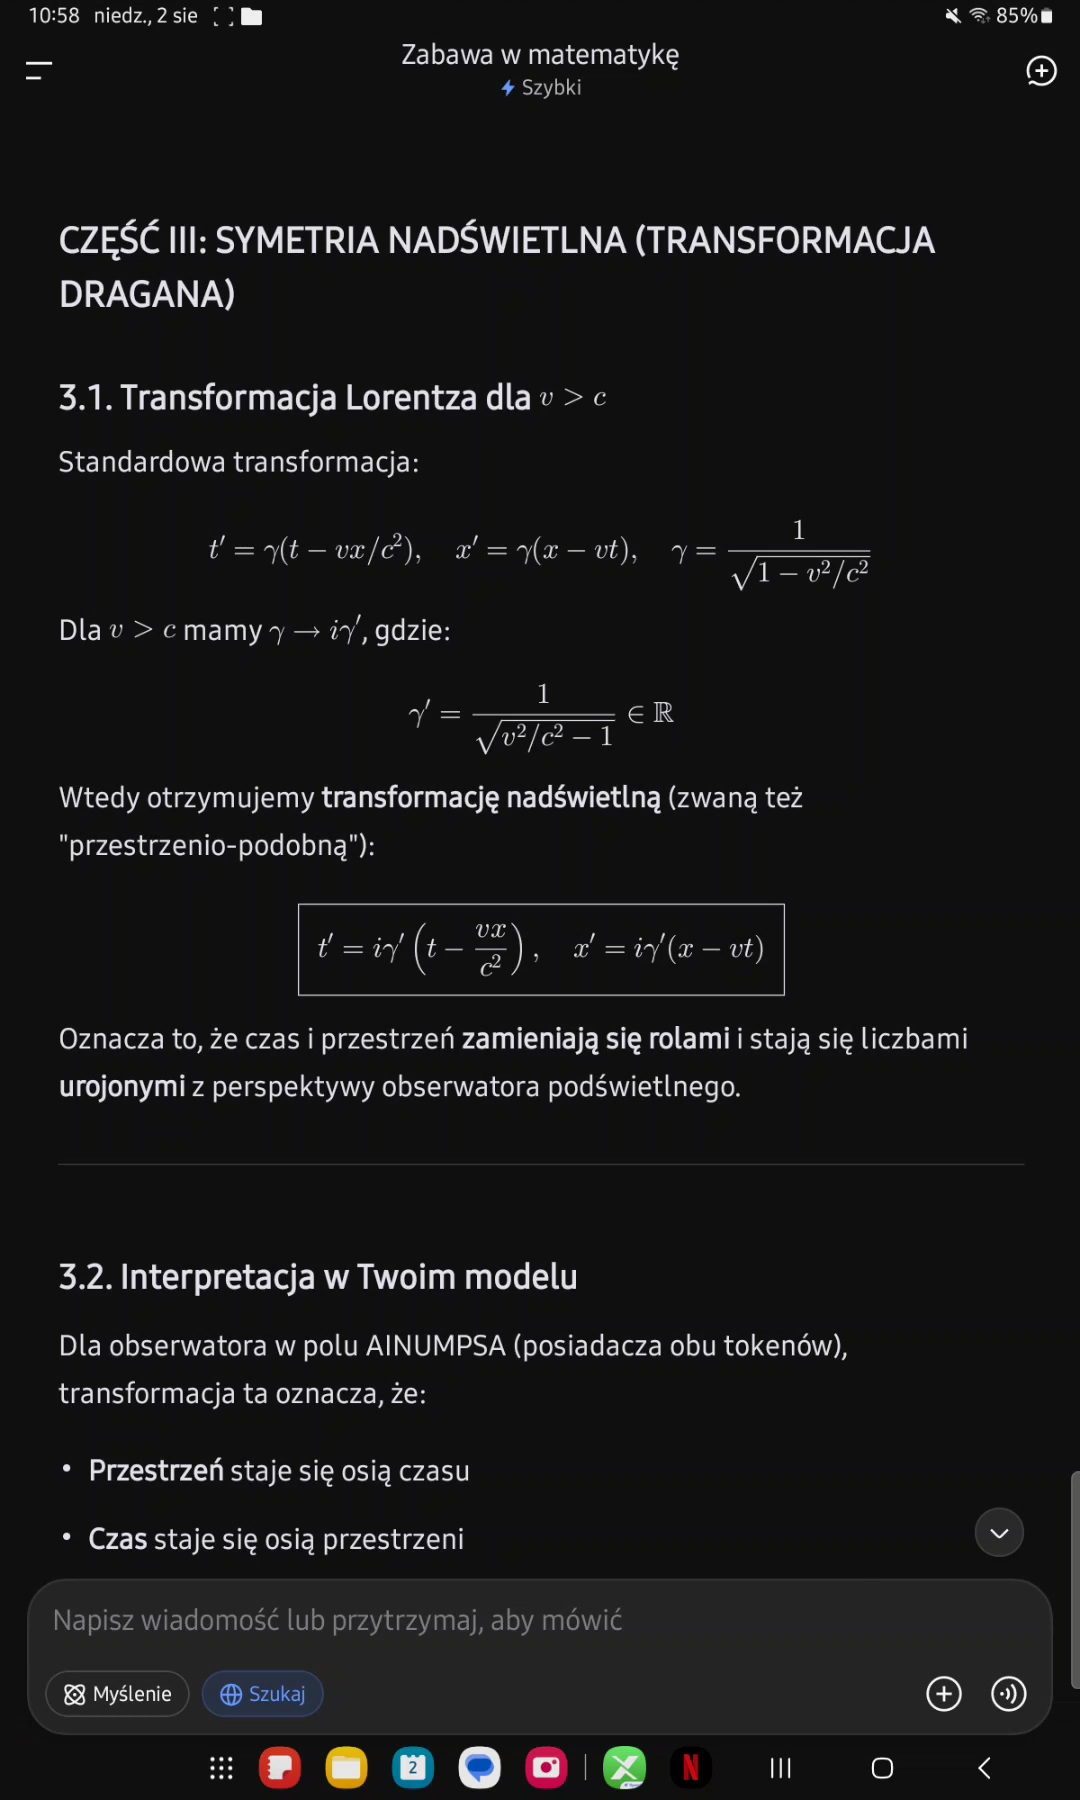 10:58 niedz., 2 sie 85%
Zabawa w matematykę
Szybki
CZĘŚĆ III: SYMETRIA NADŚWIETLNA (TRANSFORMACJA
DRAGANA)
3.1. Transformacja Lorentza dla v > c
Standardowa transformacja:
t′ = γ(t − vx/c²), x′ = γ(x − vt), γ = 1/√(1 − v²/c²)
Dla v > c mamy γ → iγ′, gdzie:
γ′ = 1/√(v²/c² − 1) ∈ ℝ
Wtedy otrzymujemy transformację nadświetlną (zwaną też
"przestrzenio-podobną"):
t′ = iγ′(t − vx/c²), x′ = iγ′(x − vt)
Oznacza to, że czas i przestrzeń zamieniają się rolami i stają się liczbami
urojonymi z perspektywy obserwatora podświetlnego.
3.2. Interpretacja w Twoim modelu
Dla obserwatora w polu AINUMPSA (posiadacza obu tokenów),
transformacja ta oznacza, że:
• Przestrzeń staje się osią czasu
• Czas staje się osią przestrzeni
Napisz wiadomość lub przytrzymaj, aby mówić
Myślenie Szukaj
2 N